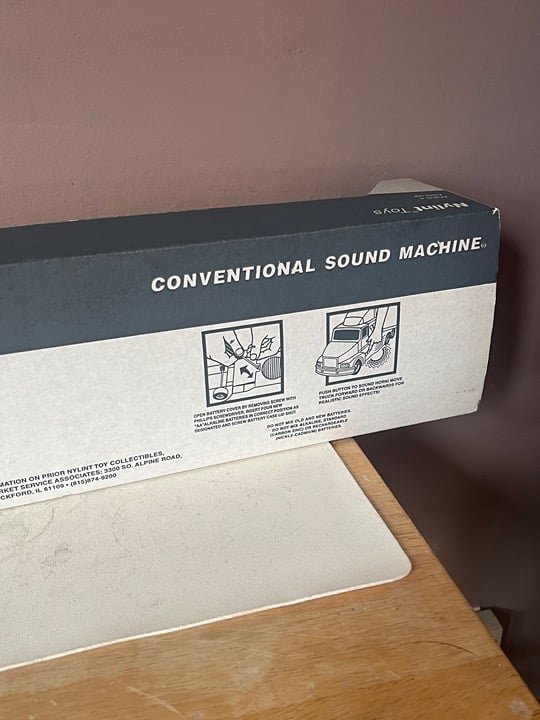 Nylint Toys
CONVENTIONAL SOUND MACHINE
OPEN BATTERY COVER BY REMOVING SCREW WITH
PHILLIPS SCREWDRIVER. INSERT FOUR NEW
"AA"ALKALINE BATTERIES IN CORRECT POSITION AS
DESIGNATED AND SCREW BATTERY CASE LID SHUT.
PUSH BUTTON TO SOUND HORN! MOVE
TRUCK FORWARD OR BACKWARDS FOR
REALISTIC SOUND EFFECTS!
DO NOT MIX OLD AND NEW BATTERIES.
DO NOT MIX ALKALINE, STANDARD
(CARBON ZINC) OR RECHARGEABLE
(NICKLE-CADMIUM) BATTERIES.
MATION ON PRIOR NYLINT TOY COLLECTIBLES,
RKET SERVICE ASSOCIATES: 3300 SO. ALPINE ROAD,
CKFORD, IL 61109 • (815)874-9200